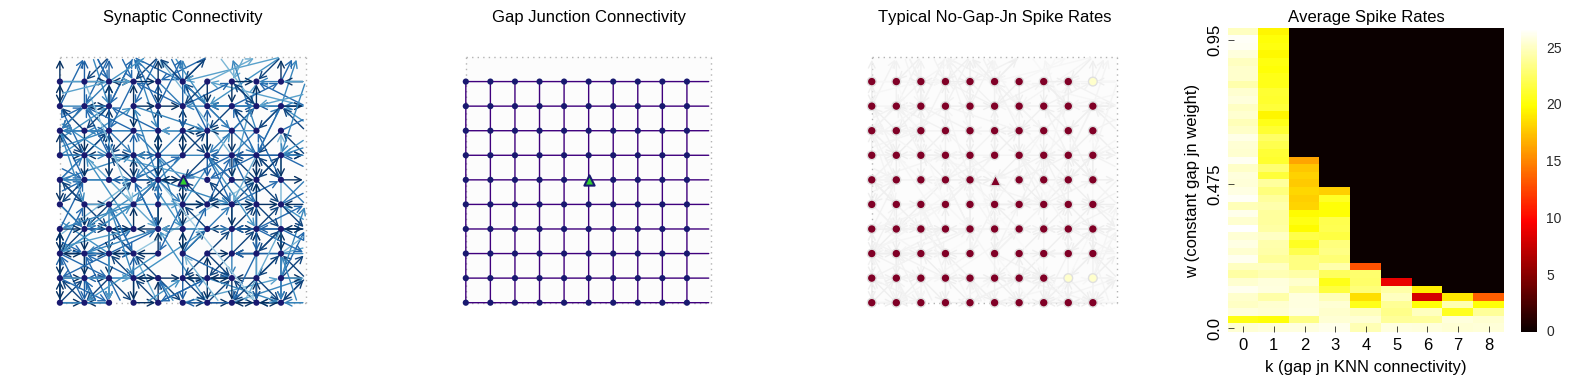 Synaptic Connectivity
Gap Junction Connectivity
Typical No-Gap-Jn Spike Rates
Average Spike Rates
w (constant gap jn weight)
0.95
0.475
0.0
0 1 2 3 4 5 6 7 8
k (gap jn KNN connectivity)
25
20
15
10
5
0